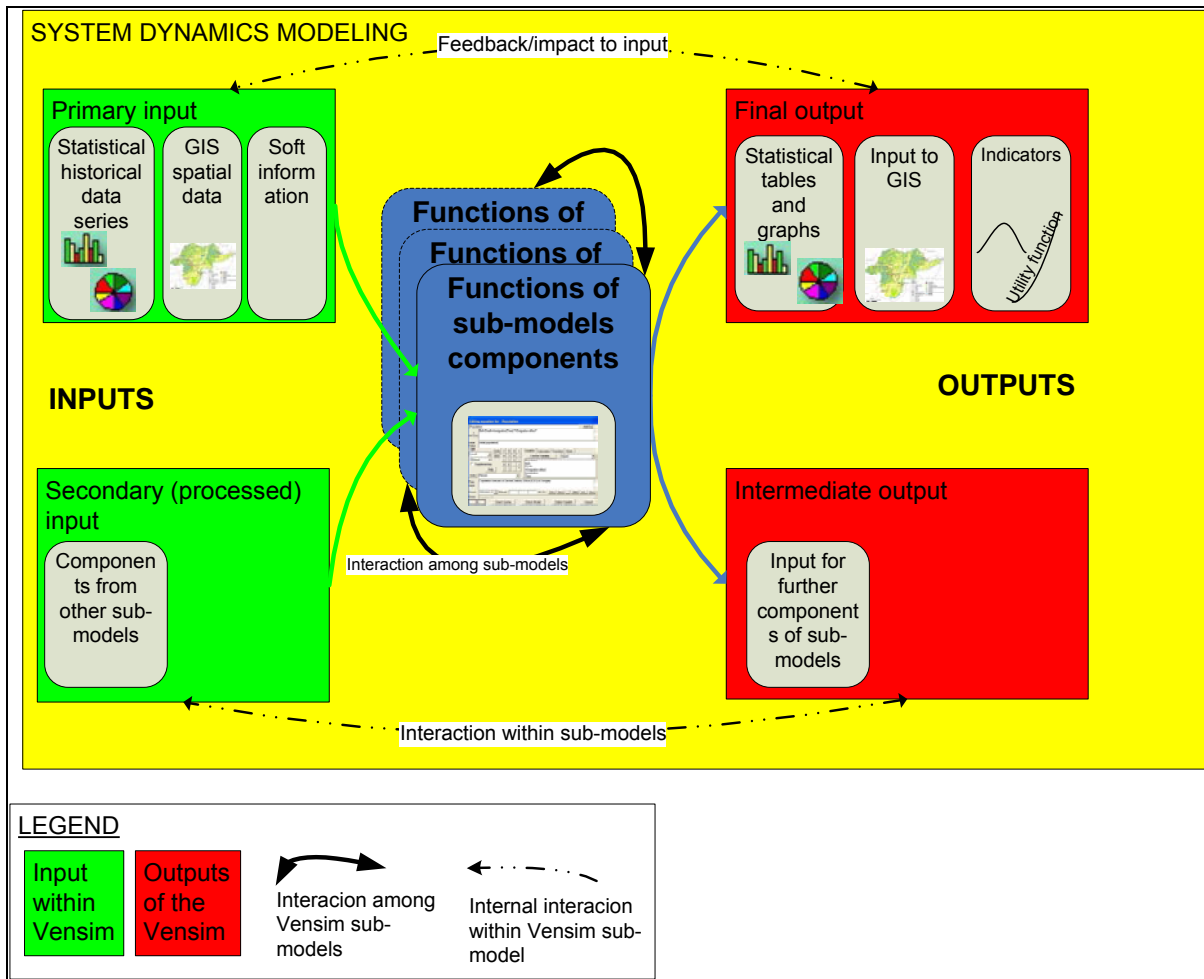 SYSTEM DYNAMICS MODELING
Feedback/impact to input
Primary input
Statistical
historical
data
series
GIS
spatial
data
Soft
inform
ation
Functions of
Functions of
Functions of
sub-models
components
Final output
Statistical
tables
and
graphs
Input to
GIS
Indicators
Utility function
INPUTS
OUTPUTS
Secondary (processed)
input
Componen
ts from
other sub-
models
Interaction among sub-models
Intermediate output
Input for
further
component
s of sub-
models
Interaction within sub-models
LEGEND
Input
within
Vensim
Outputs
of the
Vensim
Interacion among
Vensim sub-
models
Internal interacion
within Vensim sub-
model